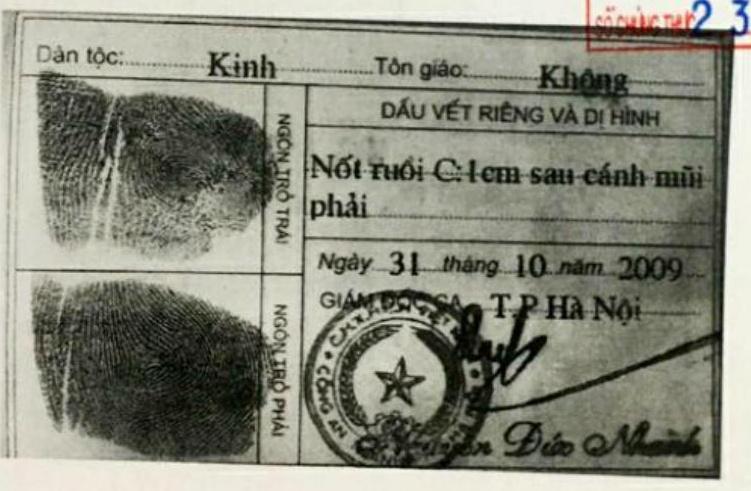 SỐ CHỨNG THỰC 2 3
Dân tộc: Kinh Tôn giáo: Không
NGÓN TRỎ TRÁI
DẤU VẾT RIÊNG VÀ DỊ HÌNH
Nốt ruồi C:1cm sau cánh mũi
phải
Ngày 31 tháng 10 năm 2009
GIÁM ĐỐC CA T.P Hà Nội
NGÓN TRỎ PHẢI
CÔNG AN
Nguyễn Đức Nhanh